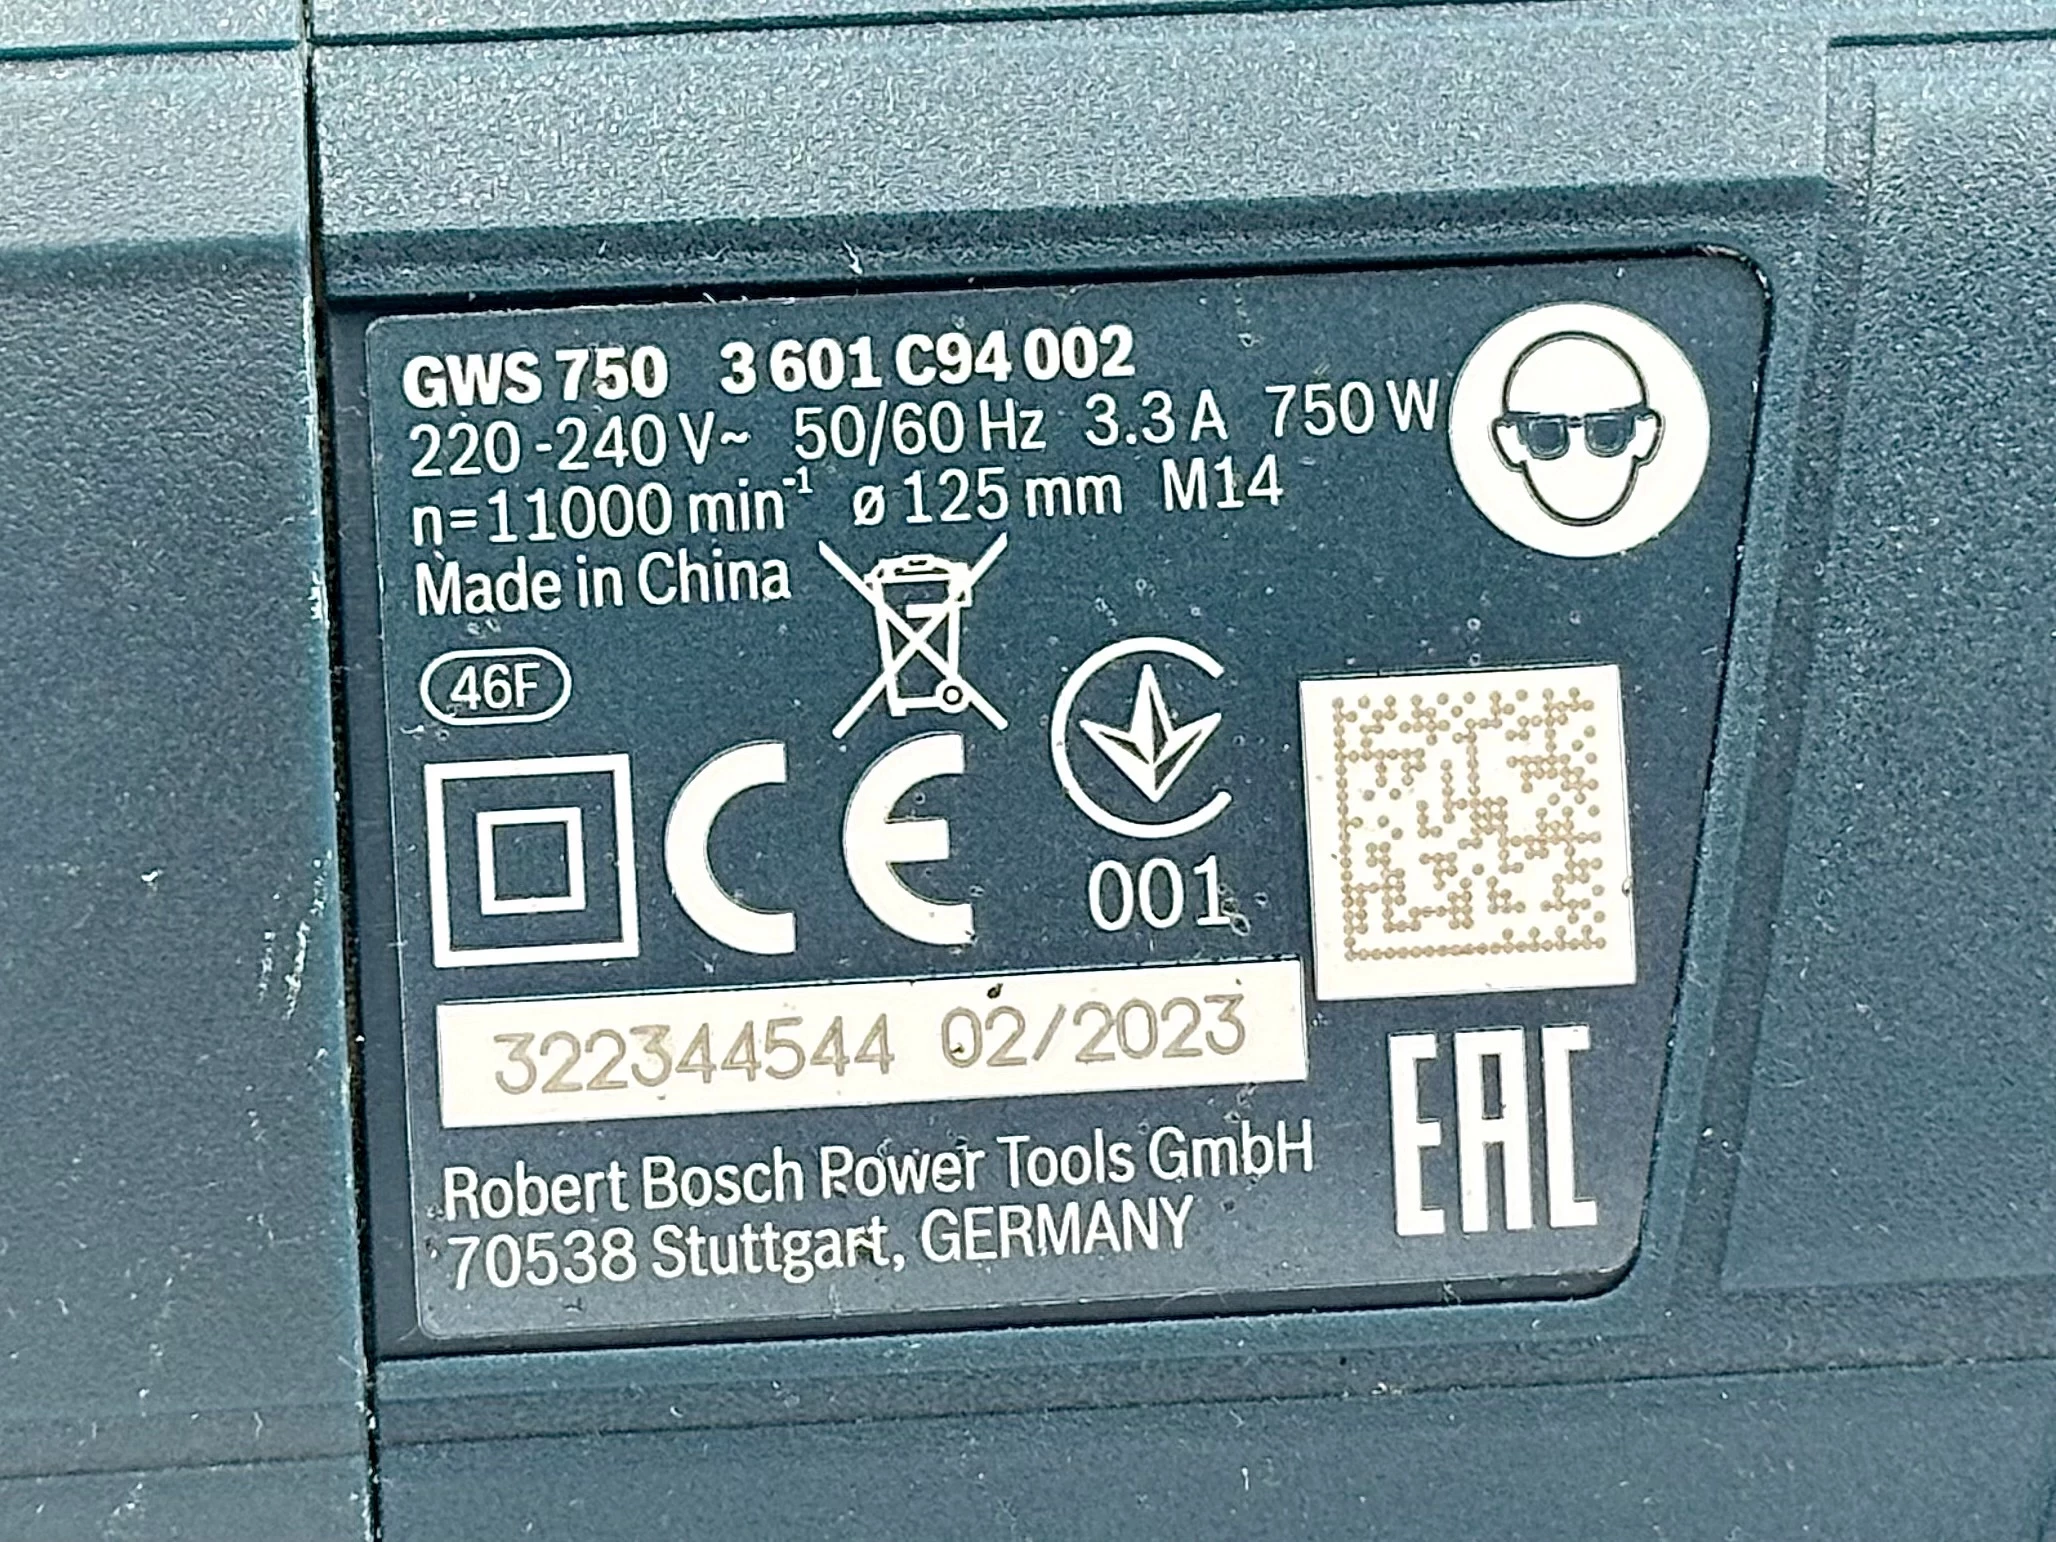 GWS 750 3 601 C94 002
220-240 V~ 50/60 Hz 3.3 A 750 W
n=11000 min⁻¹ ø 125 mm M14
Made in China
46F
CE
001
322344544 02/2023
EAC
Robert Bosch Power Tools GmbH
70538 Stuttgart, GERMANY